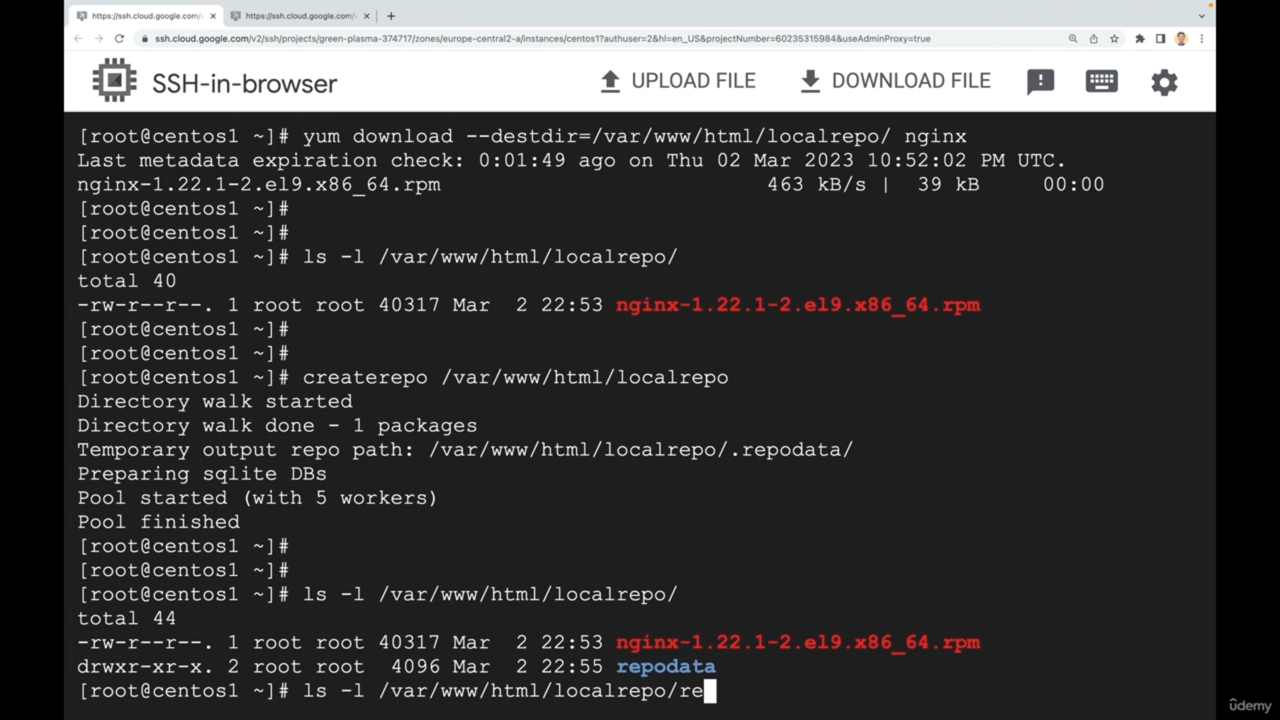 https://ssh.cloud.google.com/v
https://ssh.cloud.google.com/v
ssh.cloud.google.com/v2/ssh/projects/green-plasma-374717/zones/europe-central2-a/instances/centos1?authuser=2&hl=en_US&projectNumber=60235315984&useAdminProxy=true
SSH-in-browser
UPLOAD FILE
DOWNLOAD FILE
[root@centos1 ~]# yum download --destdir=/var/www/html/localrepo/ nginx
Last metadata expiration check: 0:01:49 ago on Thu 02 Mar 2023 10:52:02 PM UTC.
nginx-1.22.1-2.el9.x86_64.rpm 463 kB/s | 39 kB 00:00
[root@centos1 ~]#
[root@centos1 ~]#
[root@centos1 ~]# ls -l /var/www/html/localrepo/
total 40
-rw-r--r--. 1 root root 40317 Mar 2 22:53 nginx-1.22.1-2.el9.x86_64.rpm
[root@centos1 ~]#
[root@centos1 ~]#
[root@centos1 ~]# createrepo /var/www/html/localrepo
Directory walk started
Directory walk done - 1 packages
Temporary output repo path: /var/www/html/localrepo/.repodata/
Preparing sqlite DBs
Pool started (with 5 workers)
Pool finished
[root@centos1 ~]#
[root@centos1 ~]#
[root@centos1 ~]# ls -l /var/www/html/localrepo/
total 44
-rw-r--r--. 1 root root 40317 Mar 2 22:53 nginx-1.22.1-2.el9.x86_64.rpm
drwxr-xr-x. 2 root root 4096 Mar 2 22:55 repodata
[root@centos1 ~]# ls -l /var/www/html/localrepo/re
ûdemy